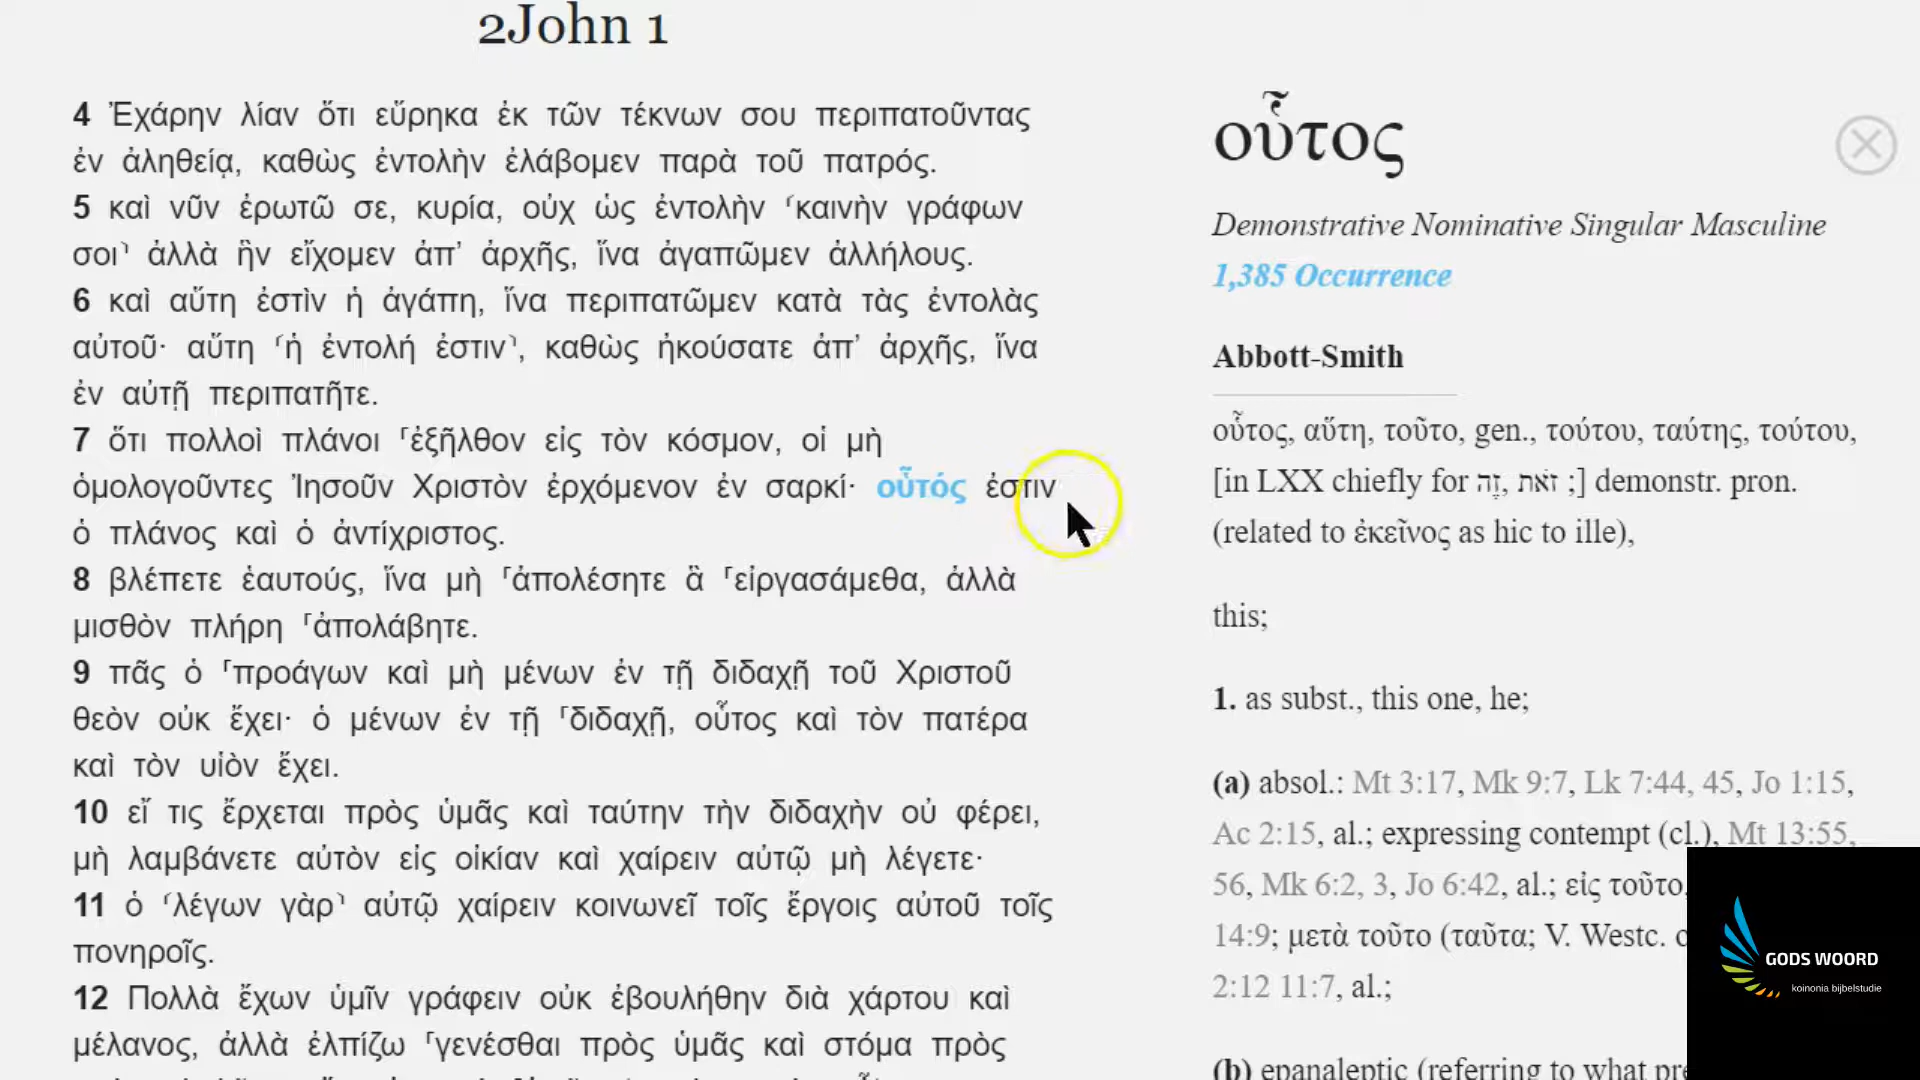 2John 1
4 Ἐχάρην λίαν ὅτι εὕρηκα ἐκ τῶν τέκνων σου περιπατοῦντας
ἐν ἀληθείᾳ, καθὼς ἐντολὴν ἐλάβομεν παρὰ τοῦ πατρός.
5 καὶ νῦν ἐρωτῶ σε, κυρία, οὐχ ὡς ἐντολὴν ⸂καινὴν γράφων
σοι⸃ ἀλλὰ ἣν εἴχομεν ἀπ’ ἀρχῆς, ἵνα ἀγαπῶμεν ἀλλήλους.
6 καὶ αὕτη ἐστὶν ἡ ἀγάπη, ἵνα περιπατῶμεν κατὰ τὰς ἐντολὰς
αὐτοῦ· αὕτη ⸂ἡ ἐντολή ἐστιν⸃, καθὼς ἠκούσατε ἀπ’ ἀρχῆς, ἵνα
ἐν αὐτῇ περιπατῆτε.
7 ὅτι πολλοὶ πλάνοι ⸀ἐξῆλθον εἰς τὸν κόσμον, οἱ μὴ
ὁμολογοῦντες Ἰησοῦν Χριστὸν ἐρχόμενον ἐν σαρκί· οὗτός ἐστιν
ὁ πλάνος καὶ ὁ ἀντίχριστος.
8 βλέπετε ἑαυτούς, ἵνα μὴ ⸀ἀπολέσητε ἃ ⸀εἰργασάμεθα, ἀλλὰ
μισθὸν πλήρη ⸀ἀπολάβητε.
9 πᾶς ὁ ⸀προάγων καὶ μὴ μένων ἐν τῇ διδαχῇ τοῦ Χριστοῦ
θεὸν οὐκ ἔχει· ὁ μένων ἐν τῇ ⸀διδαχῇ, οὗτος καὶ τὸν πατέρα
καὶ τὸν υἱὸν ἔχει.
10 εἴ τις ἔρχεται πρὸς ὑμᾶς καὶ ταύτην τὴν διδαχὴν οὐ φέρει,
μὴ λαμβάνετε αὐτὸν εἰς οἰκίαν καὶ χαίρειν αὐτῷ μὴ λέγετε·
11 ὁ ⸂λέγων γὰρ⸃ αὐτῷ χαίρειν κοινωνεῖ τοῖς ἔργοις αὐτοῦ τοῖς
πονηροῖς.
12 Πολλὰ ἔχων ὑμῖν γράφειν οὐκ ἐβουλήθην διὰ χάρτου καὶ
μέλανος, ἀλλὰ ἐλπίζω ⸀γενέσθαι πρὸς ὑμᾶς καὶ στόμα πρὸς
οὗτος
Demonstrative Nominative Singular Masculine
1,385 Occurrence
Abbott-Smith
οὗτος, αὕτη, τοῦτο, gen., τούτου, ταύτης, τούτου,
[in LXX chiefly for זֶה, זֹאת ;] demonstr. pron.
(related to ἐκεῖνος as hic to ille),
this;
1. as subst., this one, he;
(a) absol.: Mt 3:17, Mk 9:7, Lk 7:44, 45, Jo 1:15,
Ac 2:15, al.; expressing contempt (cl.), Mt 13:55,
56, Mk 6:2, 3, Jo 6:42, al.; εἰς τοῦτο,
14:9; μετὰ τοῦτο (ταῦτα; V. Westc.
2:12 11:7, al.;
(b) epanaleptic (referring to what
GODS WOORD
koinonia bijbelstudie